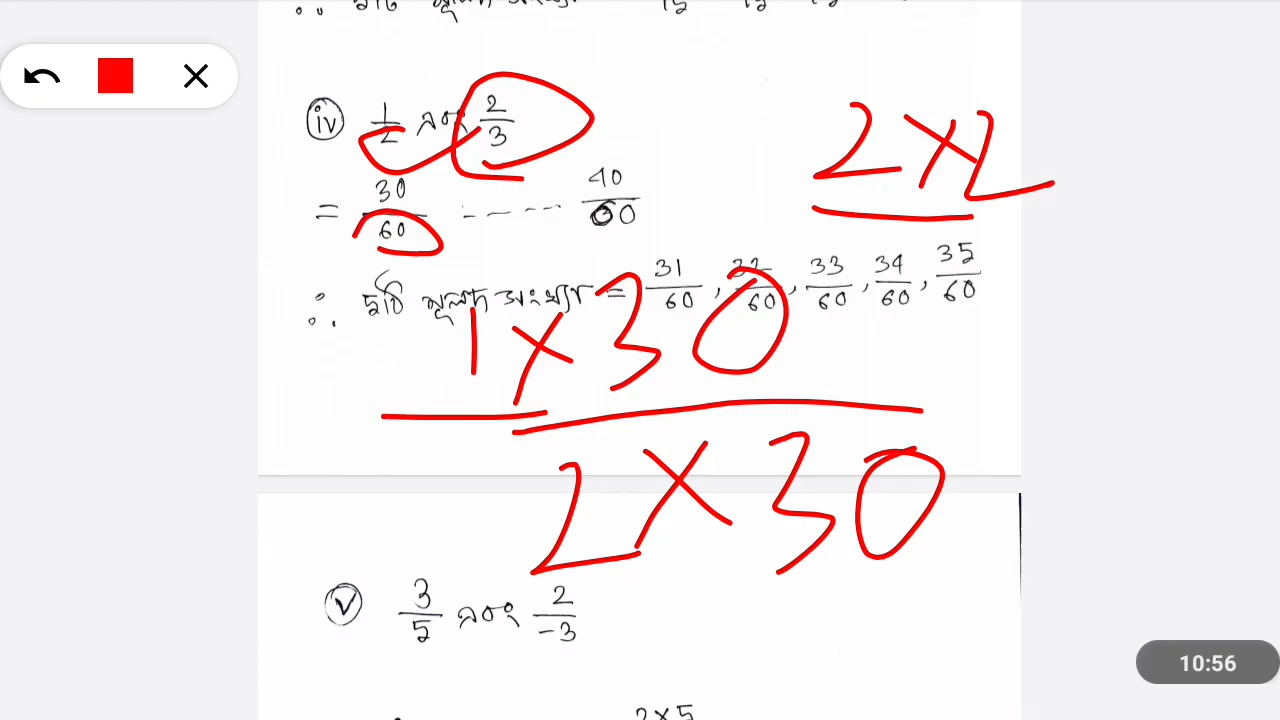 (iv) 1/2 এবং 2/3
= 30/60 ------ 40/60
∴ 5টি মূলদ সংখ্যা = 31/60, 32/60, 33/60, 34/60, 35/60
2 × 2
1 × 30
2 × 30
(v) 3/5 এবং 2/-3
2×5
10:56